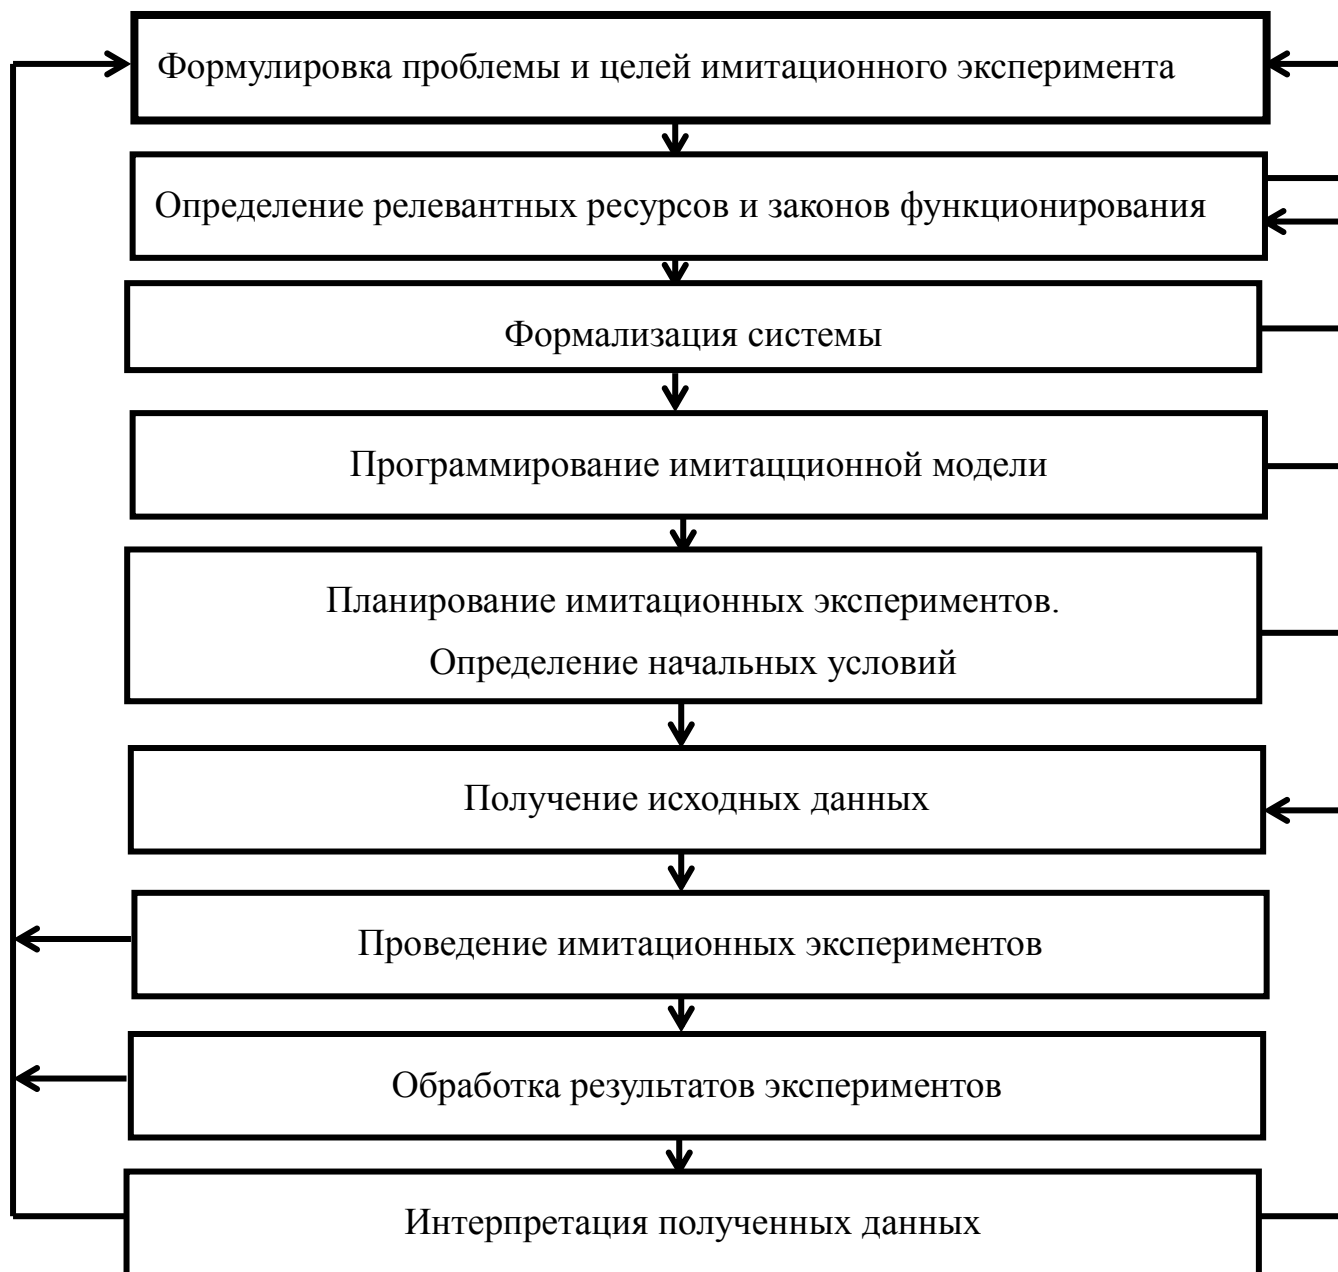 Формулировка проблемы и целей имитационного эксперимента
Определение релевантных ресурсов и законов функционирования
Формализация системы
Программирование имитацционной модели
Планирование имитационных экспериментов.
Определение начальных условий
Получение исходных данных
Проведение имитационных экспериментов
Обработка результатов экспериментов
Интерпретация полученных данных